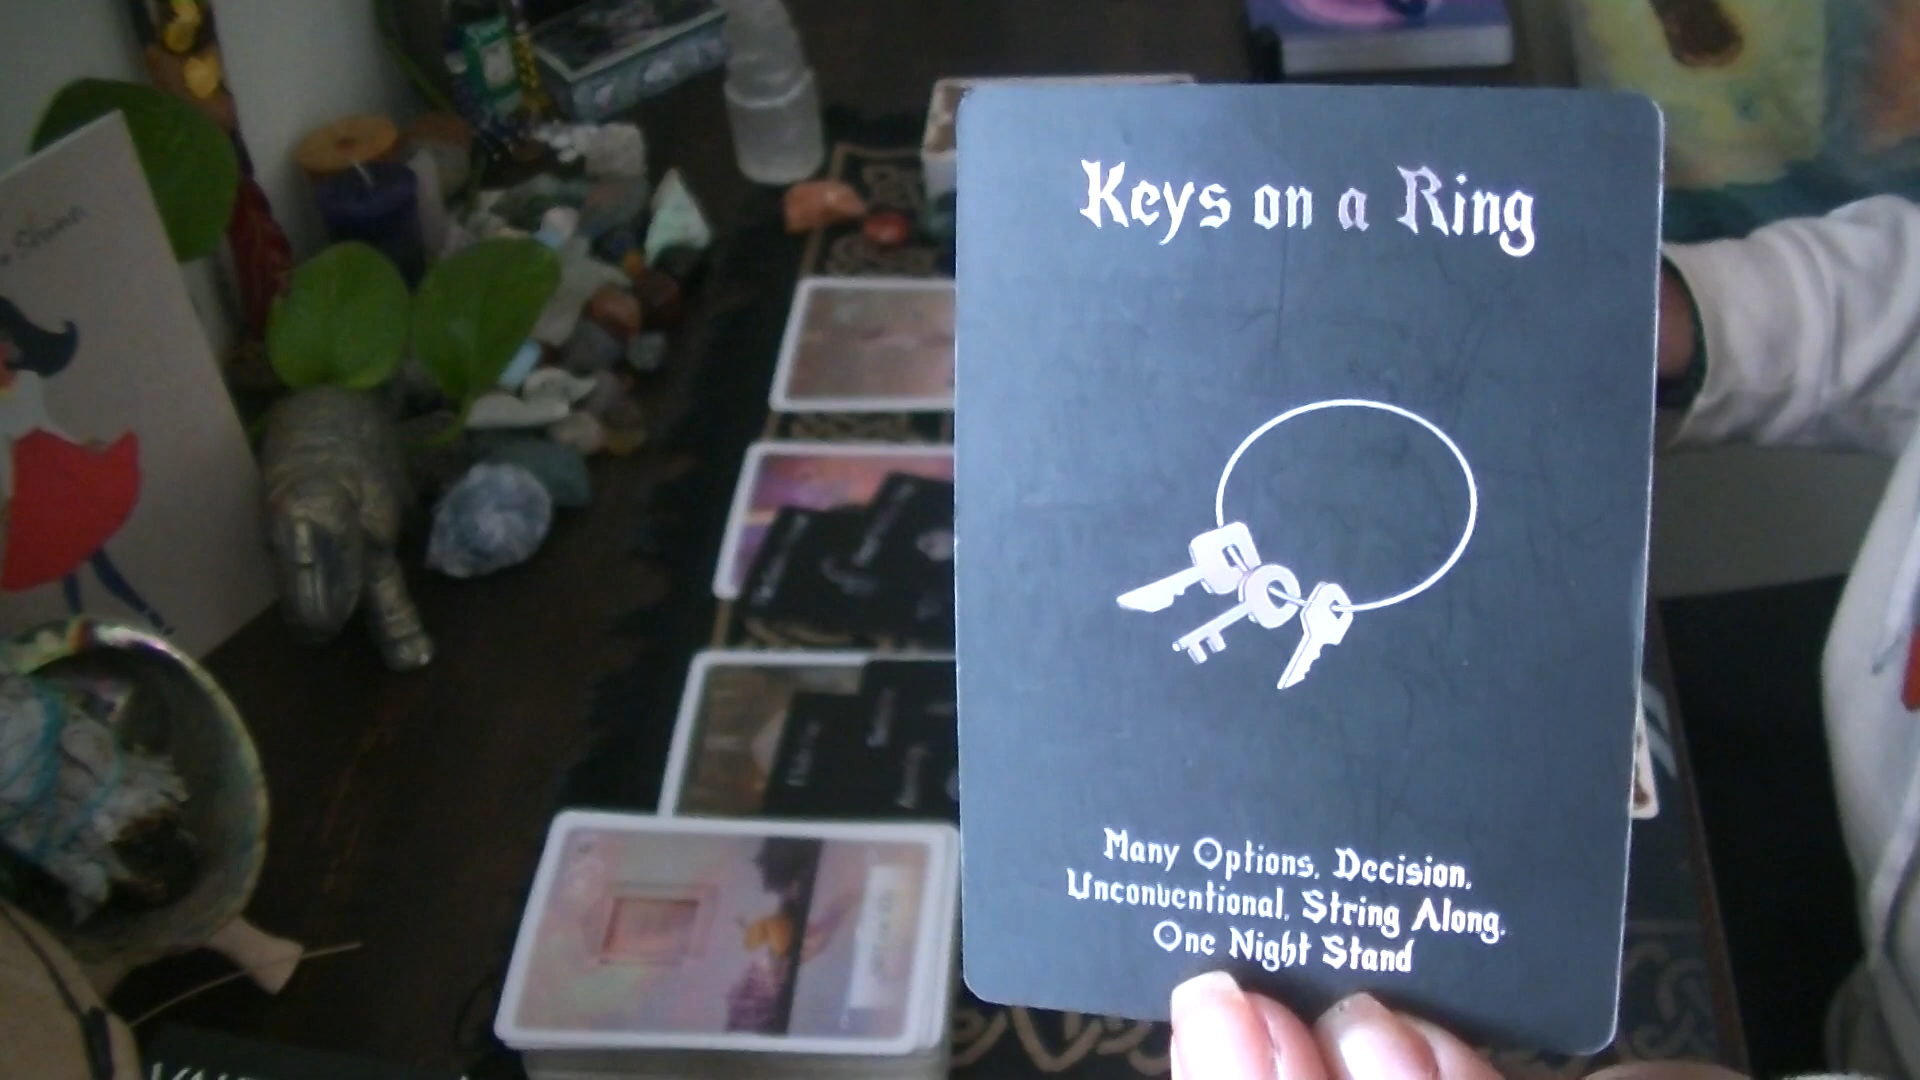 Keys on a Ring
Many Options, Decision,
Unconventional, String Along,
One Night Stand